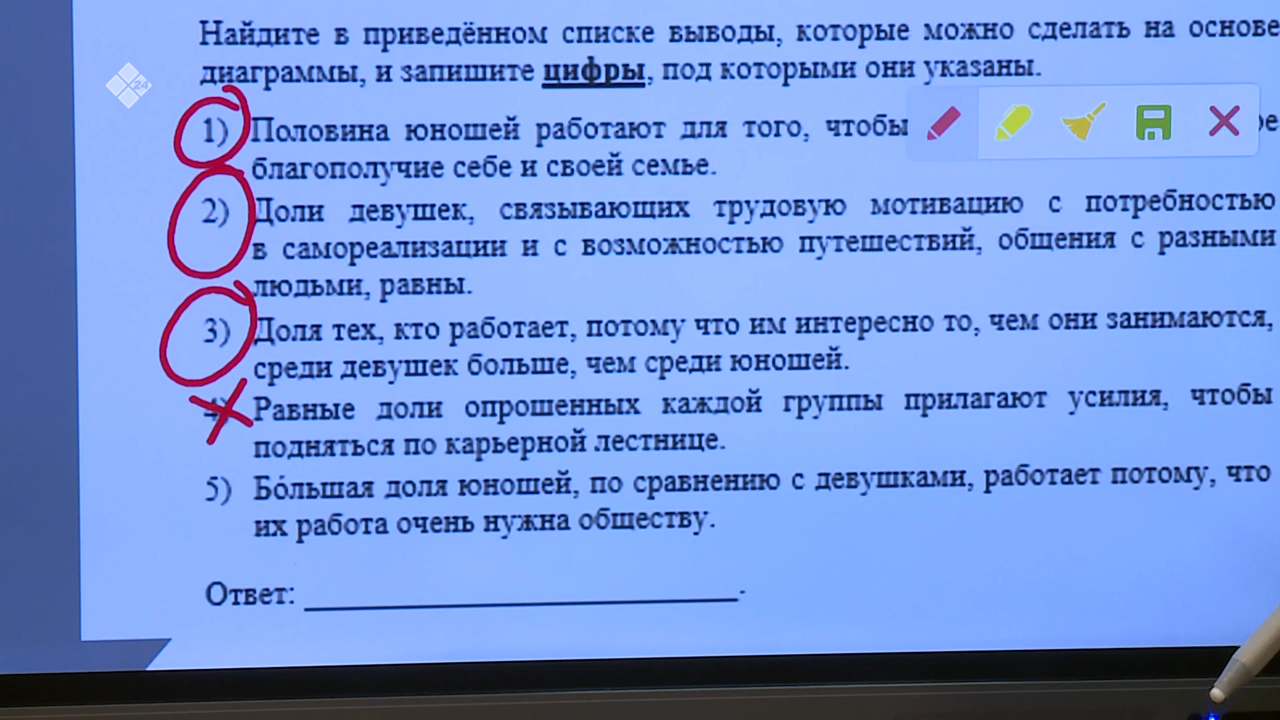 Найдите в приведённом списке выводы, которые можно сделать на основе
диаграммы, и запишите цифры, под которыми они указаны.
1) Половина юношей работают для того, чтобы
благополучие себе и своей семье.
2) Доли девушек, связывающих трудовую мотивацию с потребностью
в самореализации и с возможностью путешествий, общения с разными
людьми, равны.
3) Доля тех, кто работает, потому что им интересно то, чем они занимаются,
среди девушек больше, чем среди юношей.
4) Равные доли опрошенных каждой группы прилагают усилия, чтобы
подняться по карьерной лестнице.
5) Бо́льшая доля юношей, по сравнению с девушками, работает потому, что
их работа очень нужна обществу.
Ответ: .
24